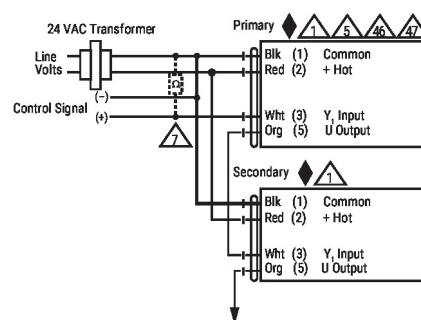 24 VAC Transformer
Primary 1 5 46 47
Line Volts
Blk (1) Common
Red (2) + Hot
Ω
(–)
Control Signal
(+)
Wht (3) Y1 Input
Org (5) U Output
7
Secondary 1
Blk (1) Common
Red (2) + Hot
Wht (3) Y1 Input
Org (5) U Output